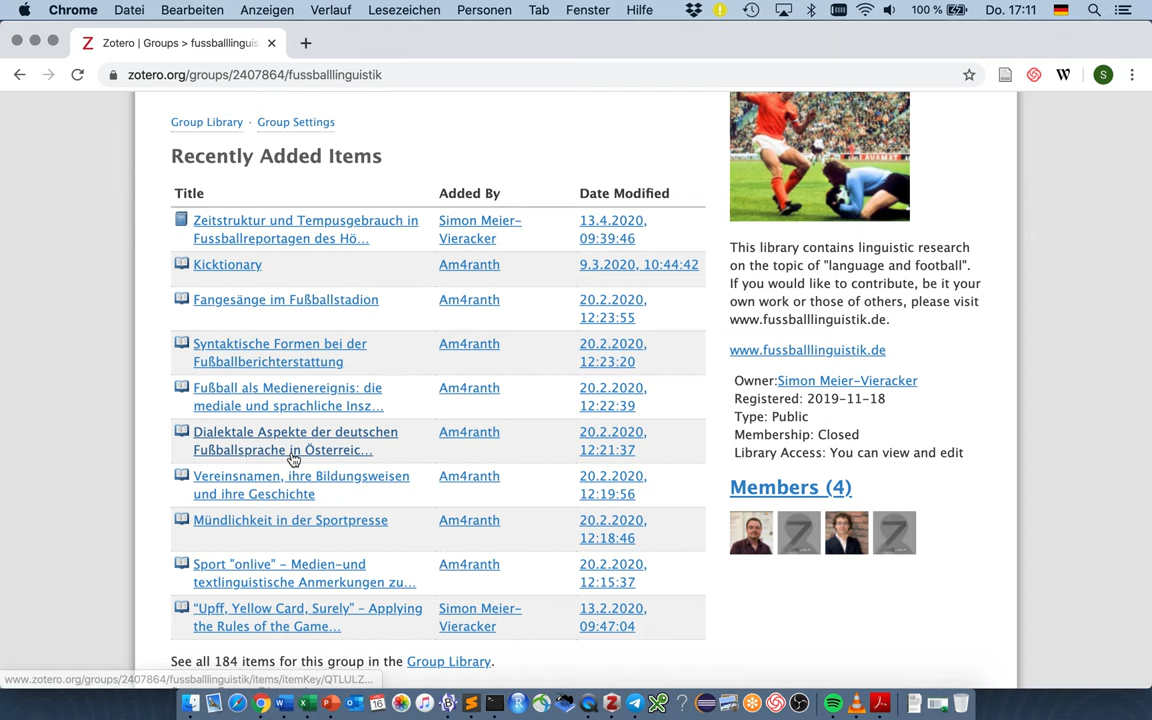 Chrome Datei Bearbeiten Anzeigen Verlauf Lesezeichen Personen Tab Fenster Hilfe 100 % Do. 17:11
Zotero | Groups > fussballlinguis
zotero.org/groups/2407864/fussballlinguistik
Group Library · Group Settings
Recently Added Items
Title Added By Date Modified
Zeitstruktur und Tempusgebrauch in Simon Meier- 13.4.2020,
Fussballreportagen des Hö... Vieracker 09:39:46
Kicktionary Am4ranth 9.3.2020, 10:44:42
Fangesänge im Fußballstadion Am4ranth 20.2.2020,
12:23:55
Syntaktische Formen bei der Am4ranth 20.2.2020,
Fußballberichterstattung 12:23:20
Fußball als Medienereignis: die Am4ranth 20.2.2020,
mediale und sprachliche Insz... 12:22:39
Dialektale Aspekte der deutschen Am4ranth 20.2.2020,
Fußballsprache in Österreic... 12:21:37
Vereinsnamen, ihre Bildungsweisen Am4ranth 20.2.2020,
und ihre Geschichte 12:19:56
Mündlichkeit in der Sportpresse Am4ranth 20.2.2020,
12:18:46
Sport "onlive" – Medien-und Am4ranth 20.2.2020,
textlinguistische Anmerkungen zu... 12:15:37
“Upff, Yellow Card, Surely” – Applying Simon Meier- 13.2.2020,
the Rules of the Game... Vieracker 09:47:04
See all 184 items for this group in the Group Library.
This library contains linguistic research
on the topic of "language and football".
If you would like to contribute, be it your
own work or those of others, please visit
www.fussballlinguistik.de.
www.fussballlinguistik.de
Owner:Simon Meier-Vieracker
Registered: 2019-11-18
Type: Public
Membership: Closed
Library Access: You can view and edit
Members (4)
www.zotero.org/groups/2407864/fussballlinguistik/items/itemKey/QTLULZ...